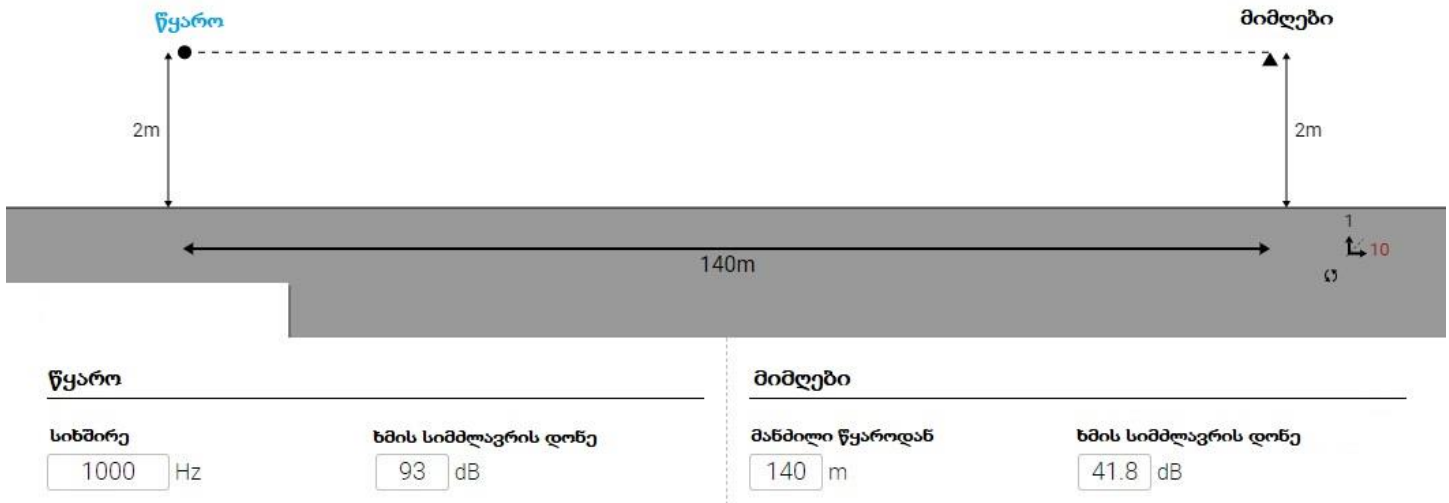 წყარო
მიმღები
2m
2m
1
10
140m
წყარო
მიმღები
სიხშირე
ხმის სიმძლავრის დონე
მანძილი წყაროდან
ხმის სიმძლავრის დონე
1000 Hz
93 dB
140 m
41.8 dB